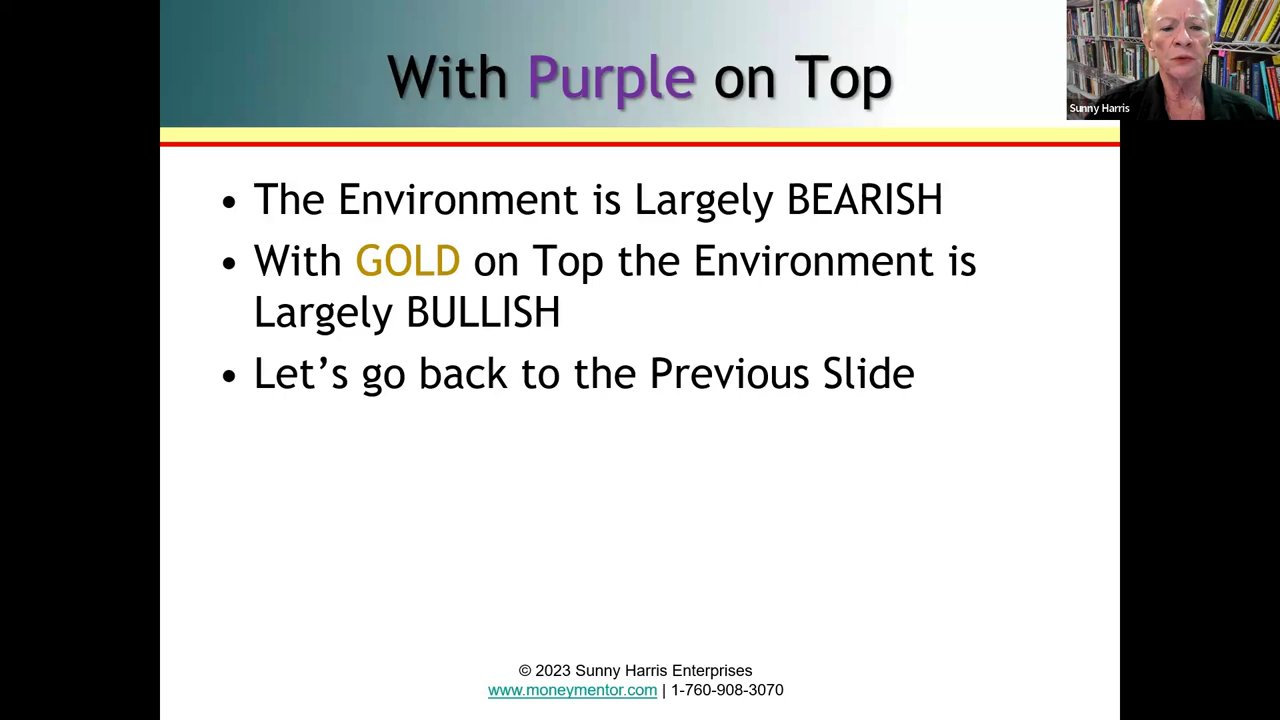 With Purple on Top
Sunny Harris
• The Environment is Largely BEARISH
• With GOLD on Top the Environment is
Largely BULLISH
• Let’s go back to the Previous Slide
© 2023 Sunny Harris Enterprises
www.moneymentor.com | 1-760-908-3070